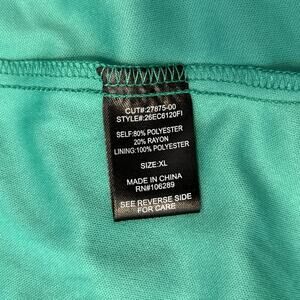 CUT#:27875-00
STYLE#:26EC6120FI
SELF:80% POLYESTER
20% RAYON
LINING:100% POLYESTER
SIZE:XL
MADE IN CHINA
RN#106289
SEE REVERSE SIDE
FOR CARE